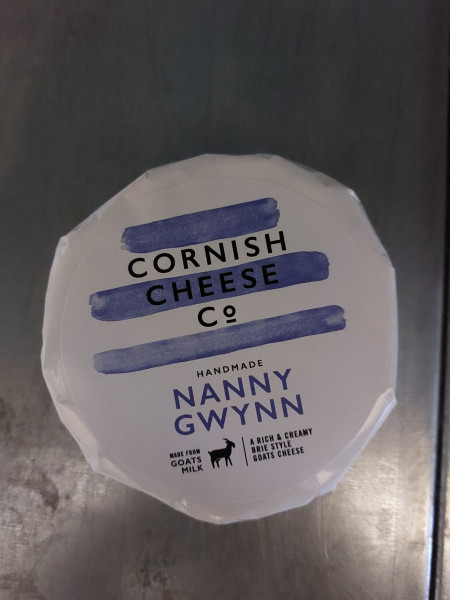 CORNISH
CHEESE
Cº
HANDMADE
NANNY
GWYNN
MADE FROM
GOATS
MILK
A RICH & CREAMY
BRIE STYLE
GOATS CHEESE